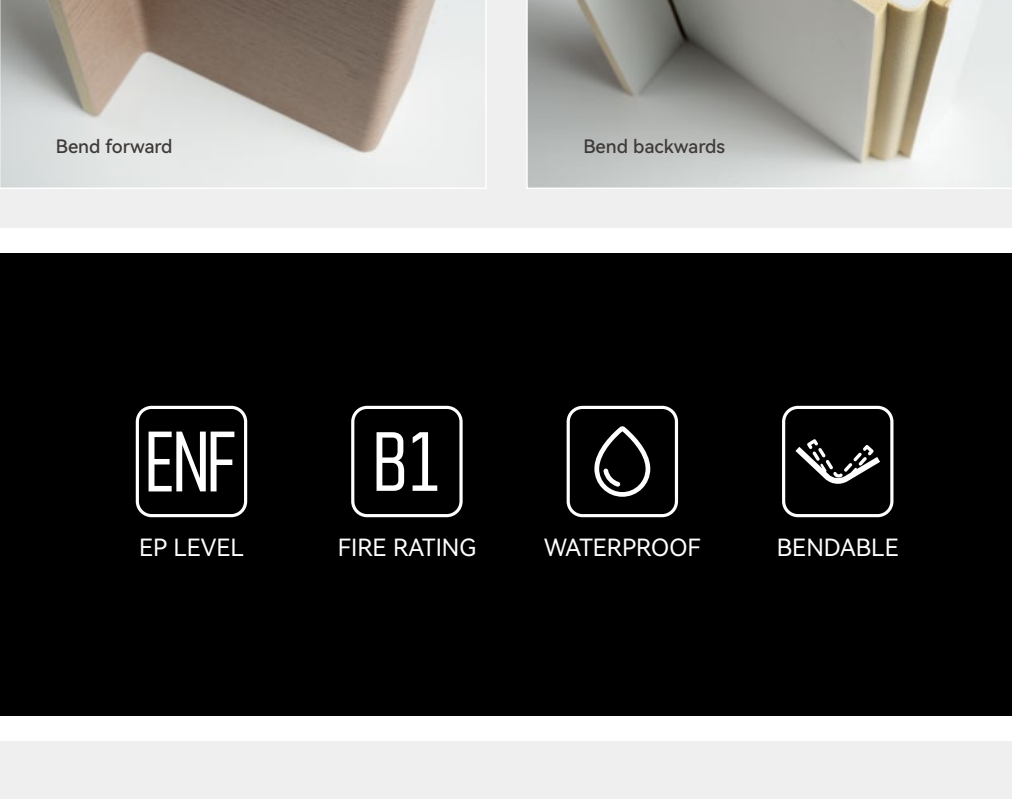 Bend forward
Bend backwards
ENF
B1
EP LEVEL
FIRE RATING
WATERPROOF
BENDABLE